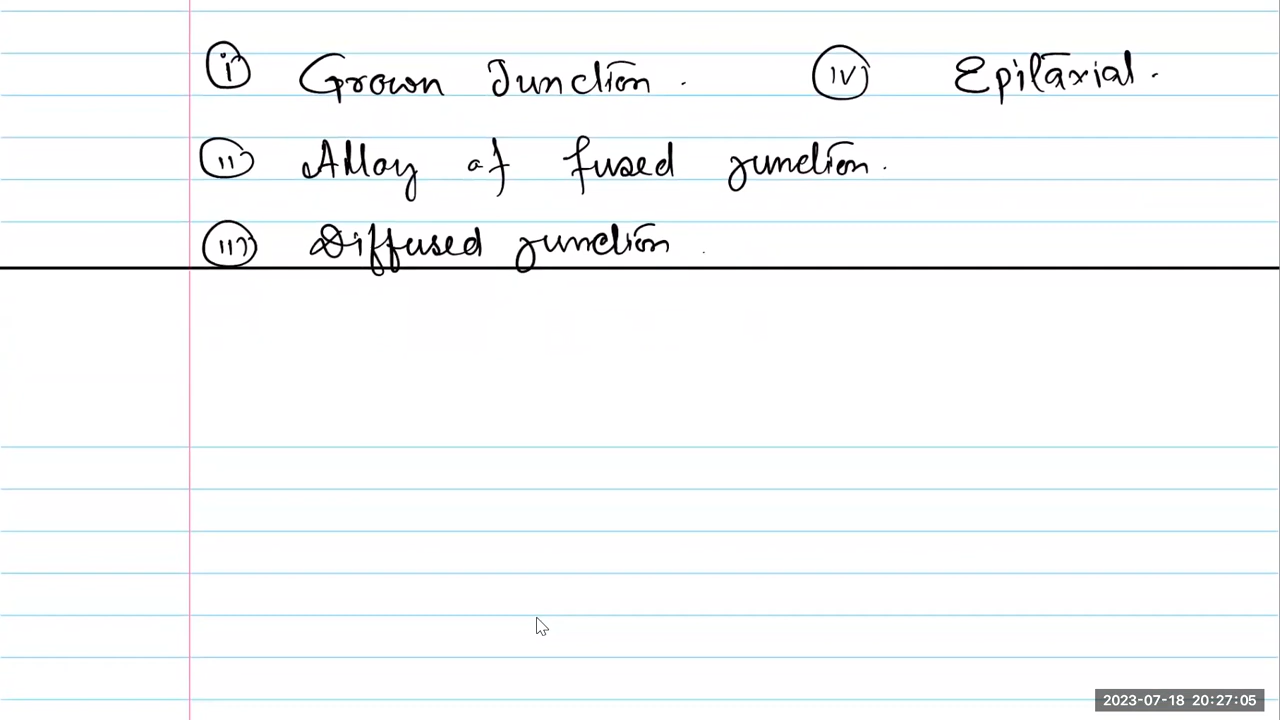 (i) Grown Junction. (iv) Epitaxial.
(ii) Alloy of fused junction.
(iii) Diffused junction.
2023-07-18 20:27:05